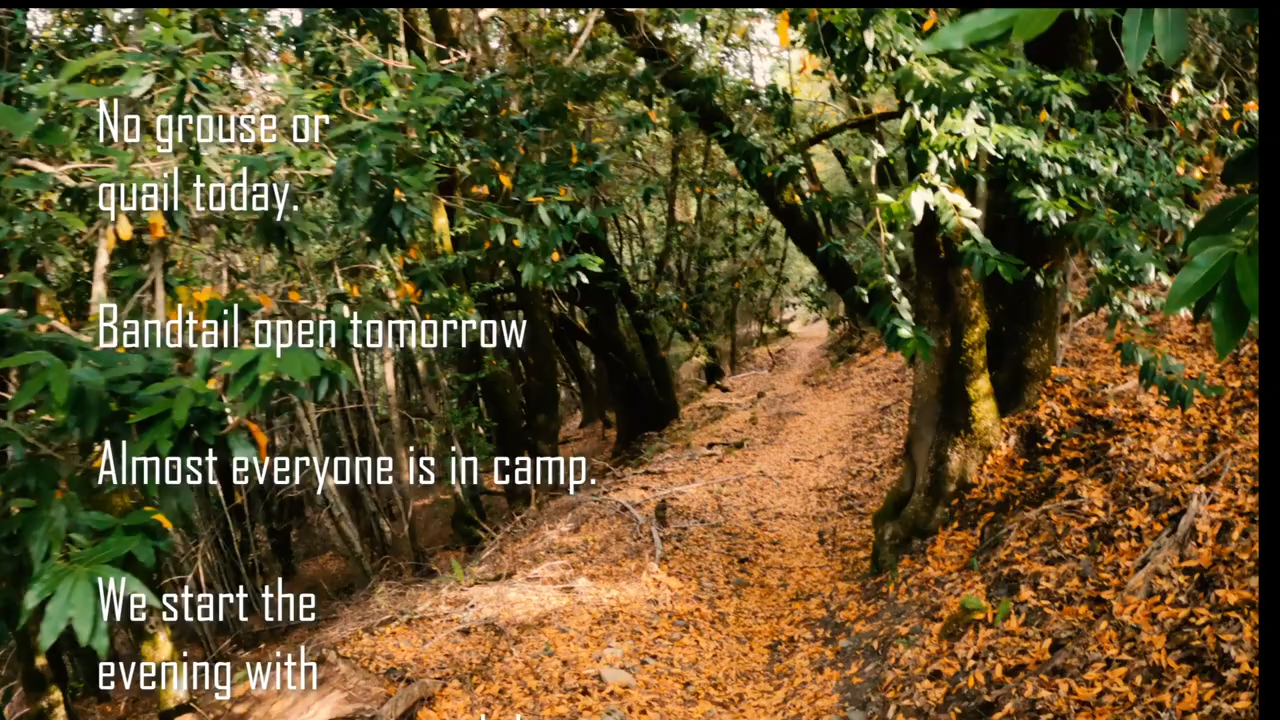 No grouse or
quail today.
Bandtail open tomorrow
Almost everyone is in camp.
We start the
evening with